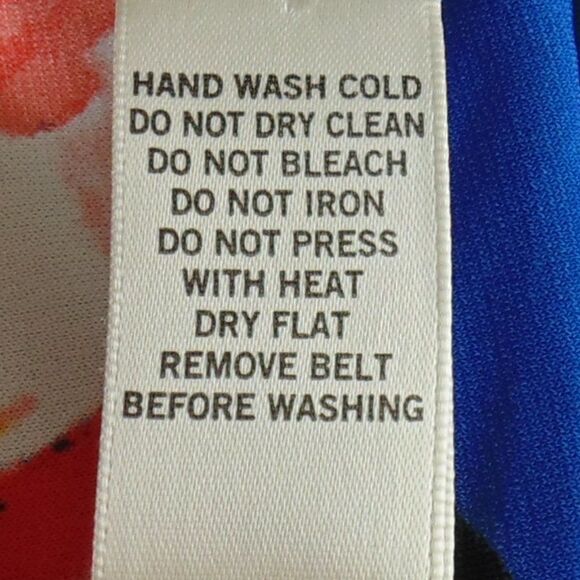 HAND WASH COLD
DO NOT DRY CLEAN
DO NOT BLEACH
DO NOT IRON
DO NOT PRESS
WITH HEAT
DRY FLAT
REMOVE BELT
BEFORE WASHING